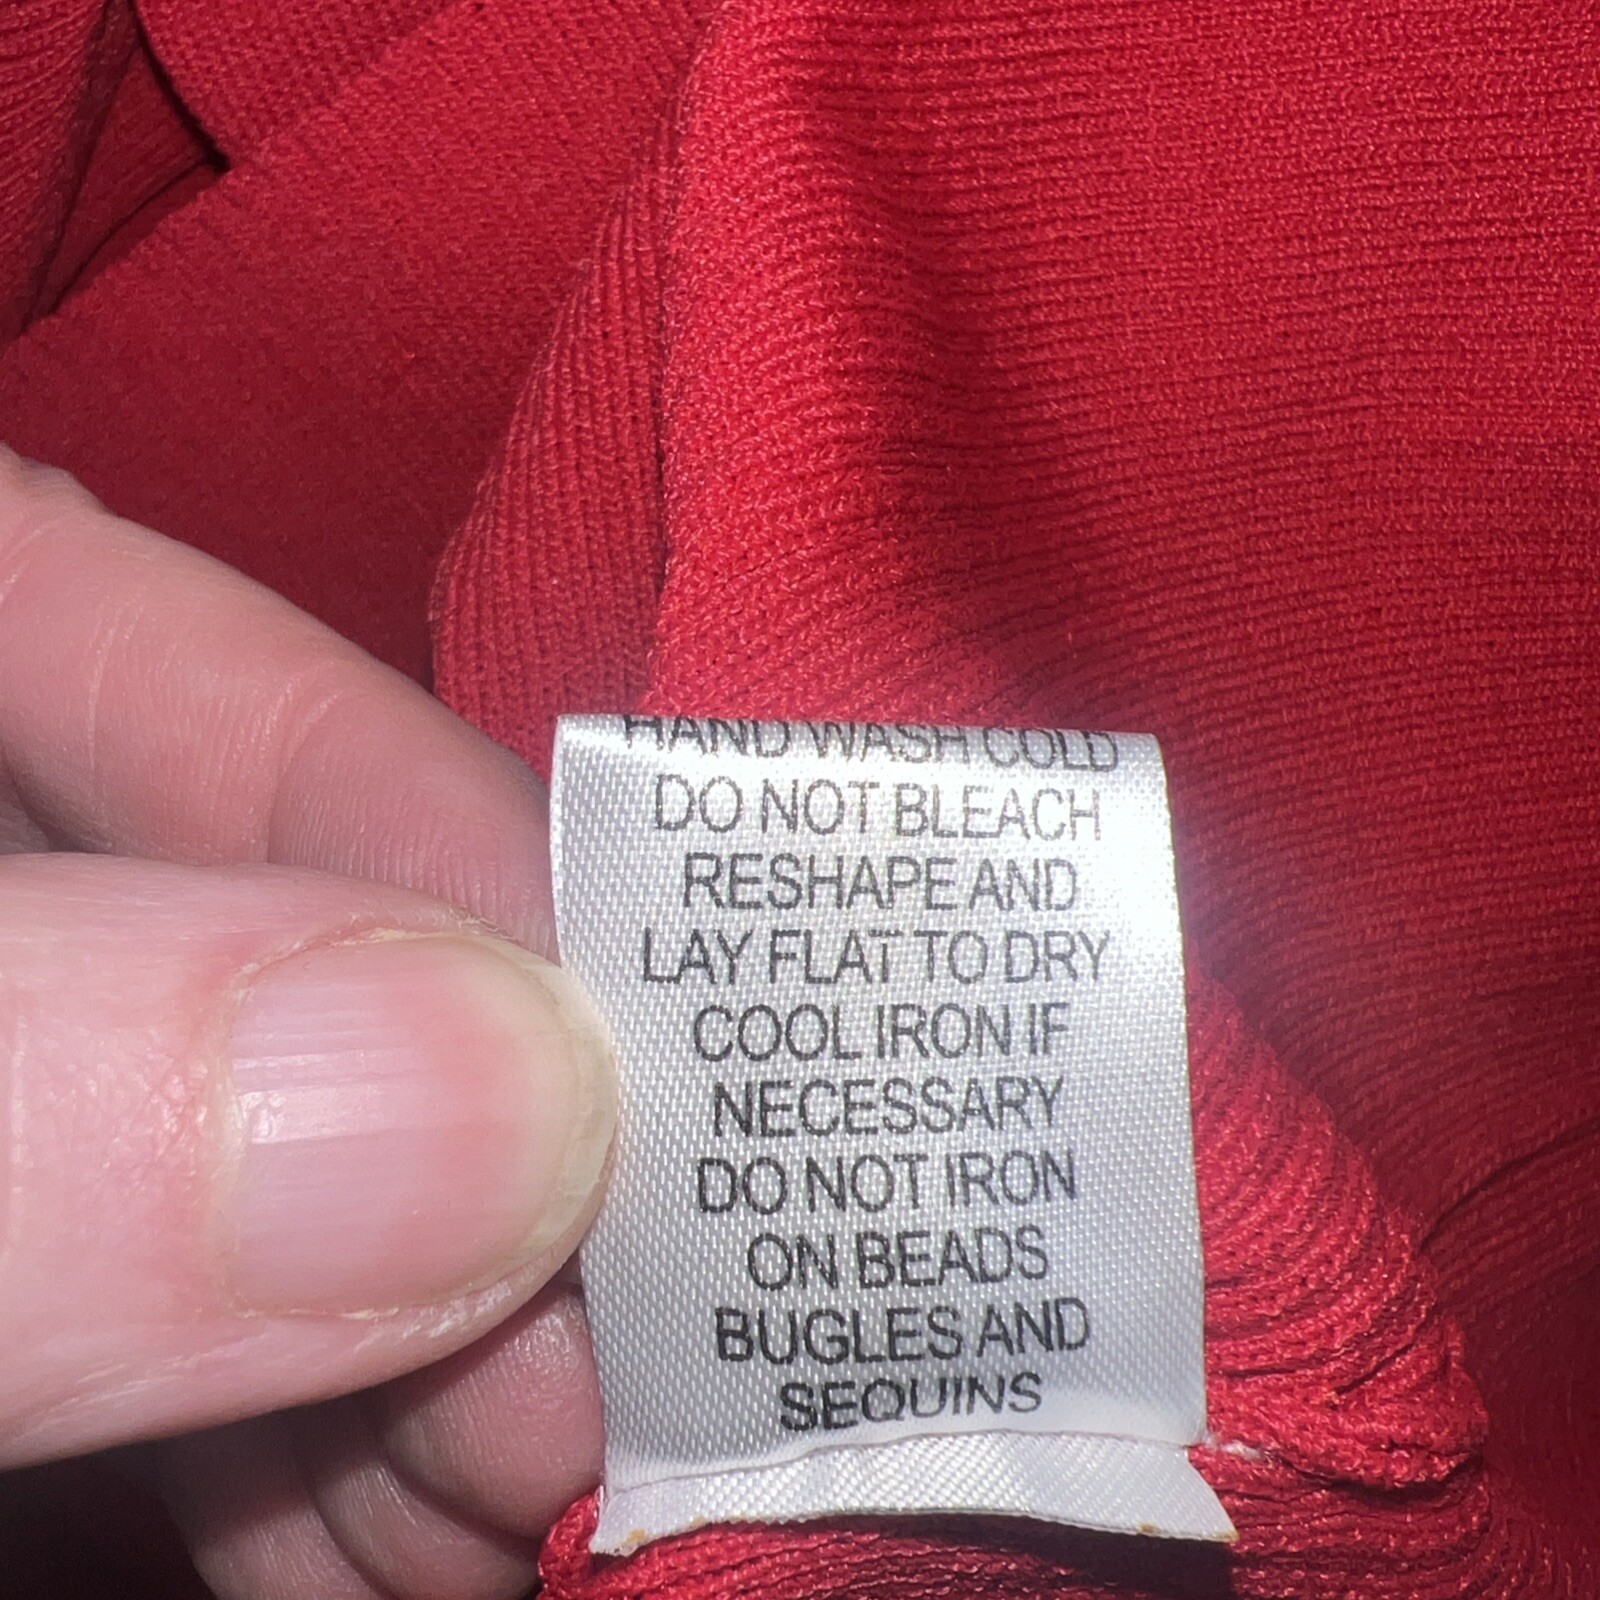 HAND WASH COLD
DO NOT BLEACH
RESHAPE AND
LAY FLAT TO DRY
COOL IRON IF
NECESSARY
DO NOT IRON
ON BEADS
BUGLES AND
SEQUINS